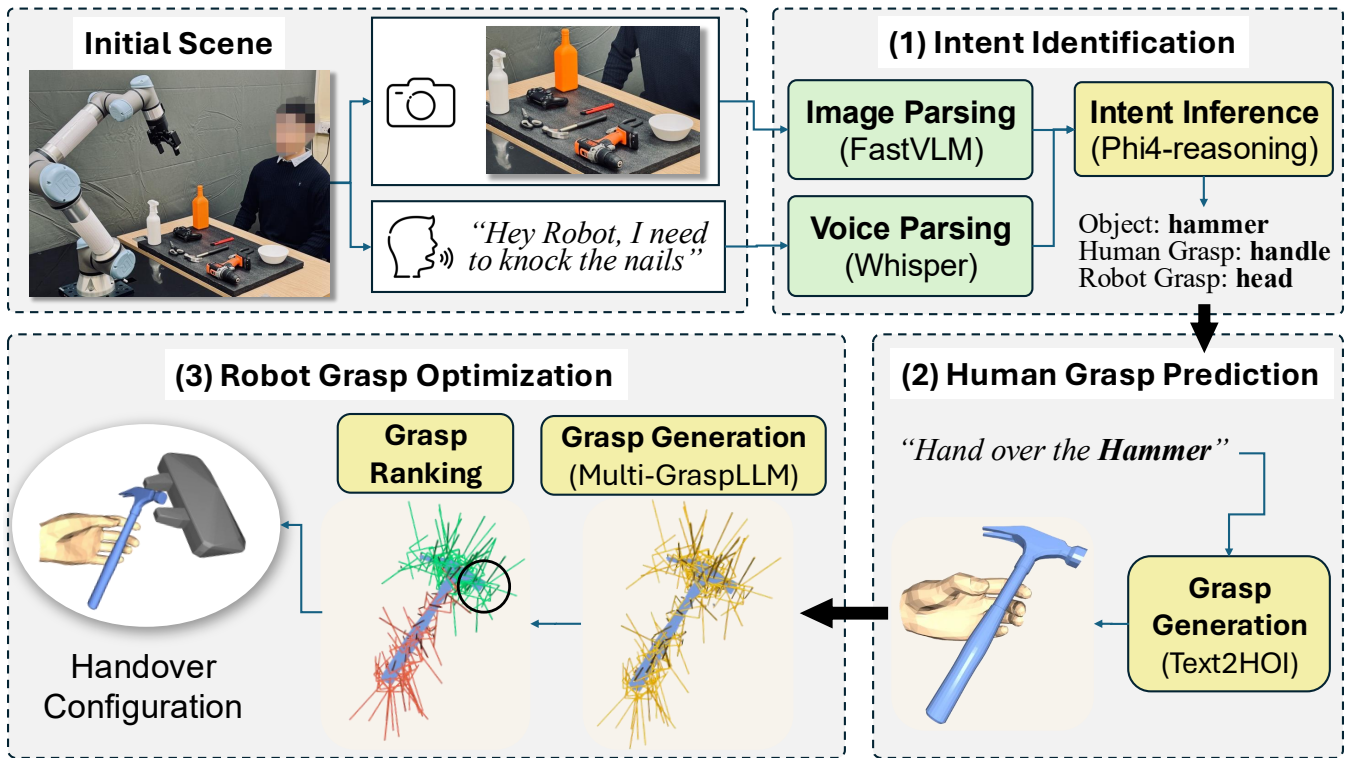 Initial Scene
“Hey Robot, I need
to knock the nails”
(1) Intent Identification
Image Parsing
(FastVLM)
Voice Parsing
(Whisper)
Intent Inference
(Phi4-reasoning)
Object: hammer
Human Grasp: handle
Robot Grasp: head
(2) Human Grasp Prediction
“Hand over the Hammer”
Grasp
Generation
(Text2HOI)
(3) Robot Grasp Optimization
Grasp Generation
(Multi-GraspLLM)
Grasp
Ranking
Handover
Configuration